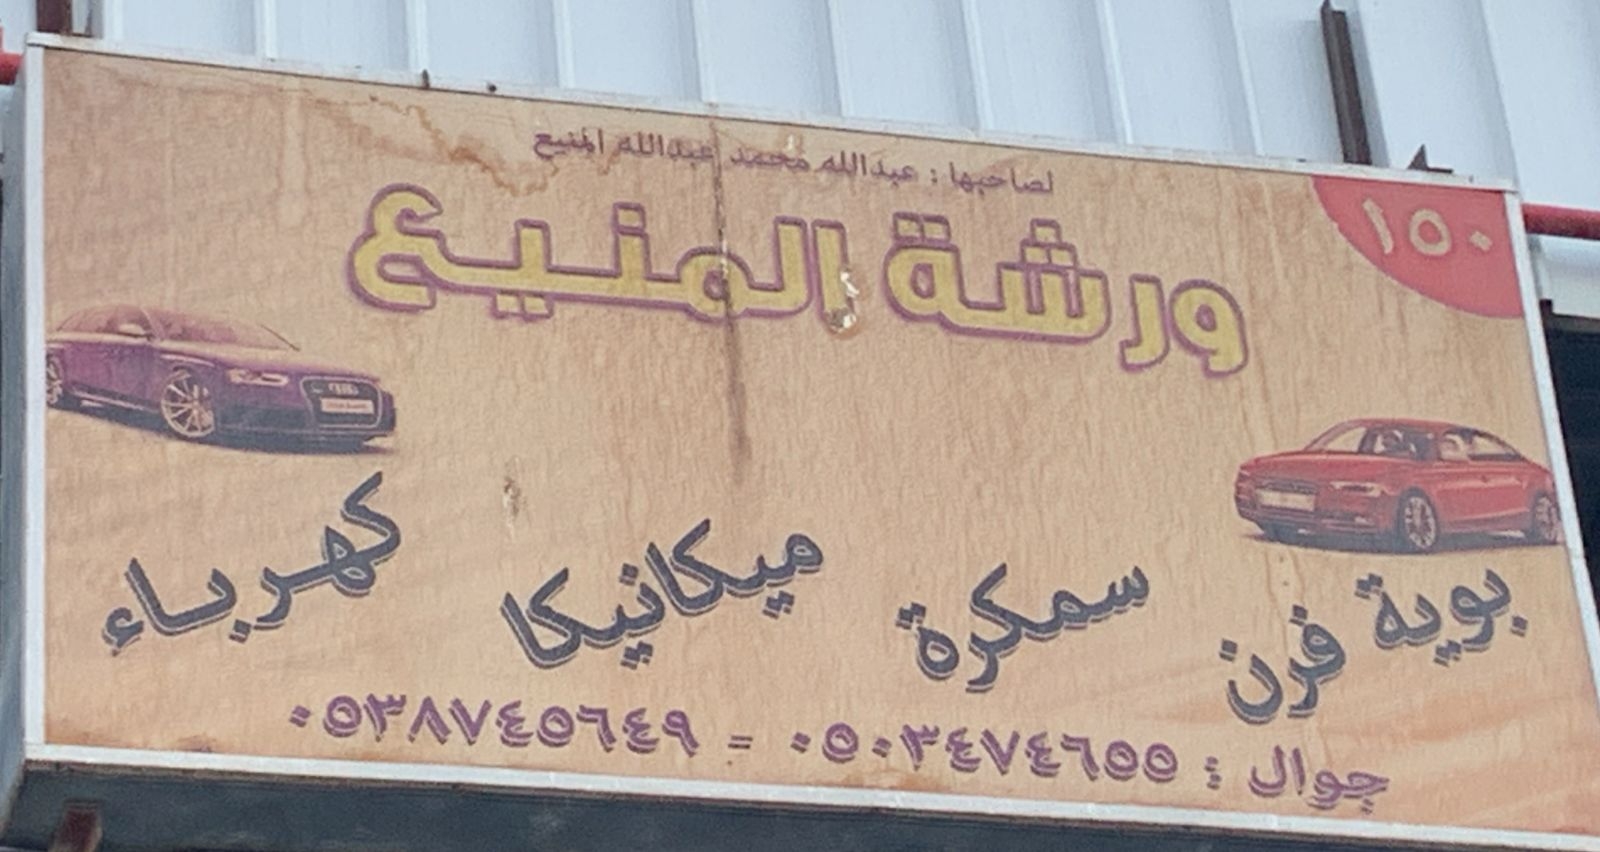 لصاحبها : عبدالله محمد عبدالله المنيع
١٥٠
ورشة المنيع
بوية فرن سمكرة ميكانيكا كهرباء
جوال : ٠٥٠٣٤٧٤٦٥٥ = ٠٥٣٨٧٤٥٦٤٩